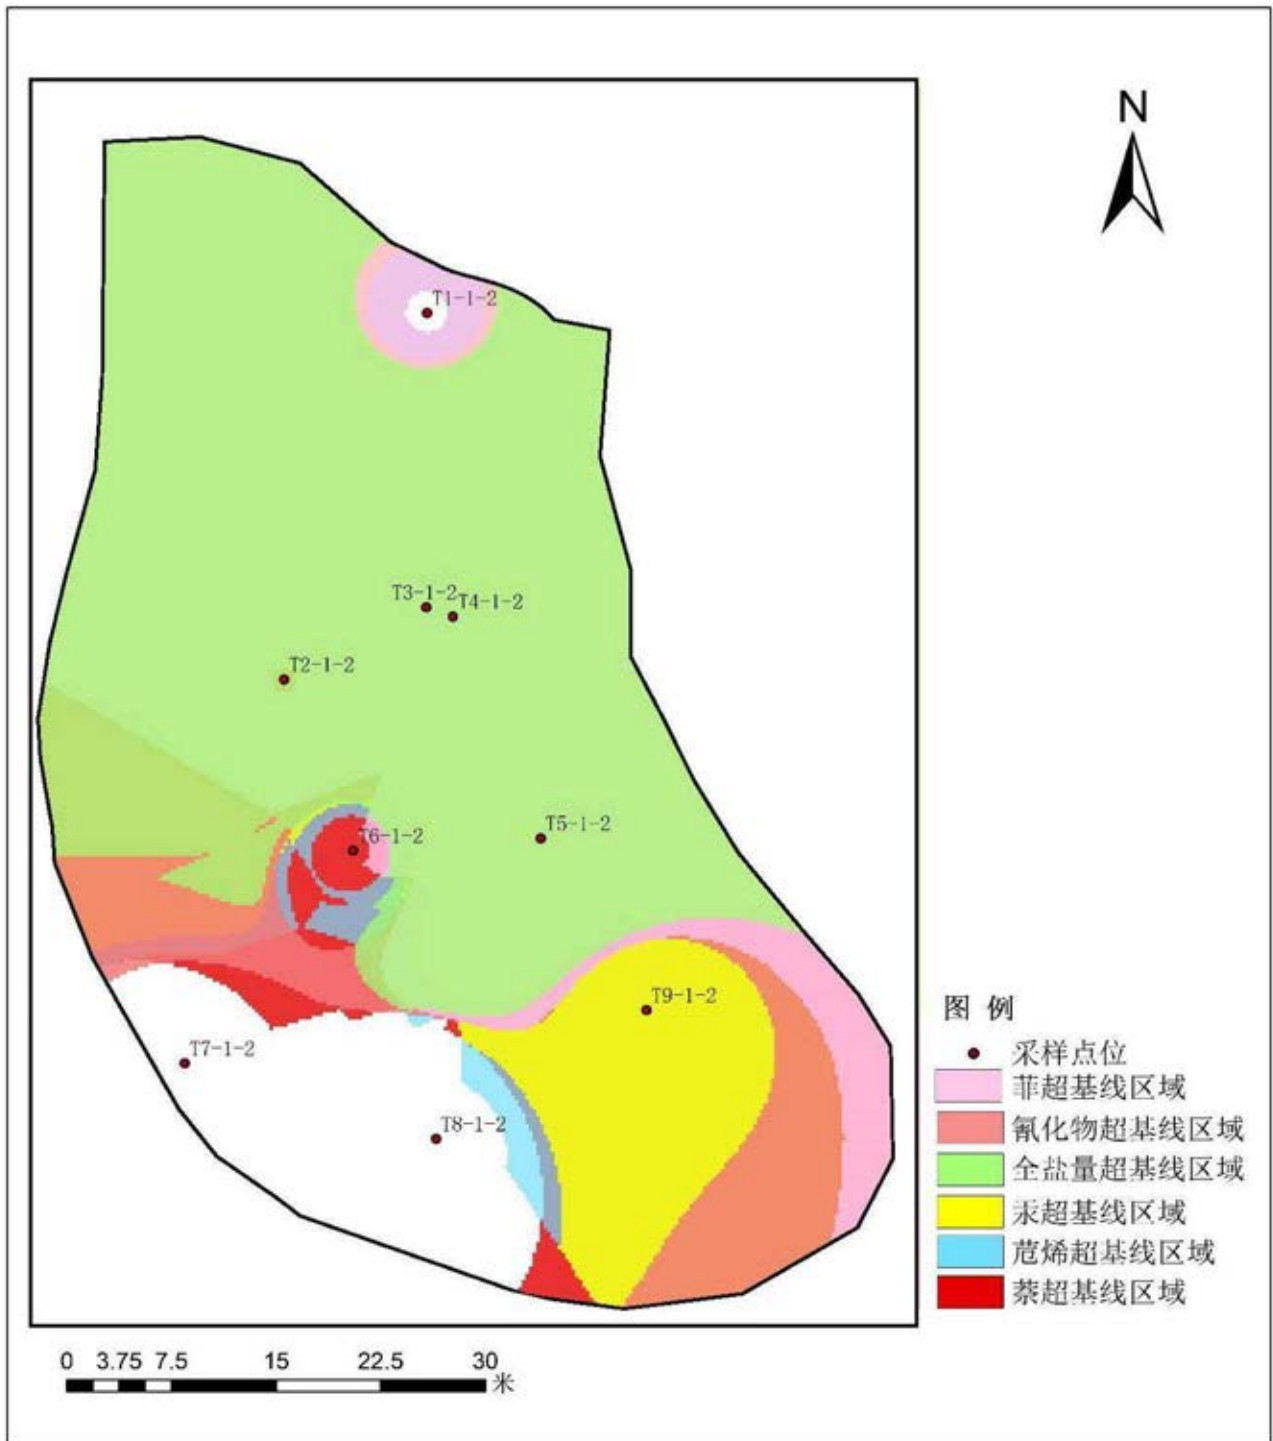 N
T1-1-2
T3-1-2
T4-1-2
T2-1-2
T6-1-2
T5-1-2
T9-1-2
T7-1-2
T8-1-2
图 例
采样点位
菲超基线区域
氰化物超基线区域
全盐量超基线区域
汞超基线区域
苊烯超基线区域
萘超基线区域
0 3.75 7.5 15 22.5 30
米